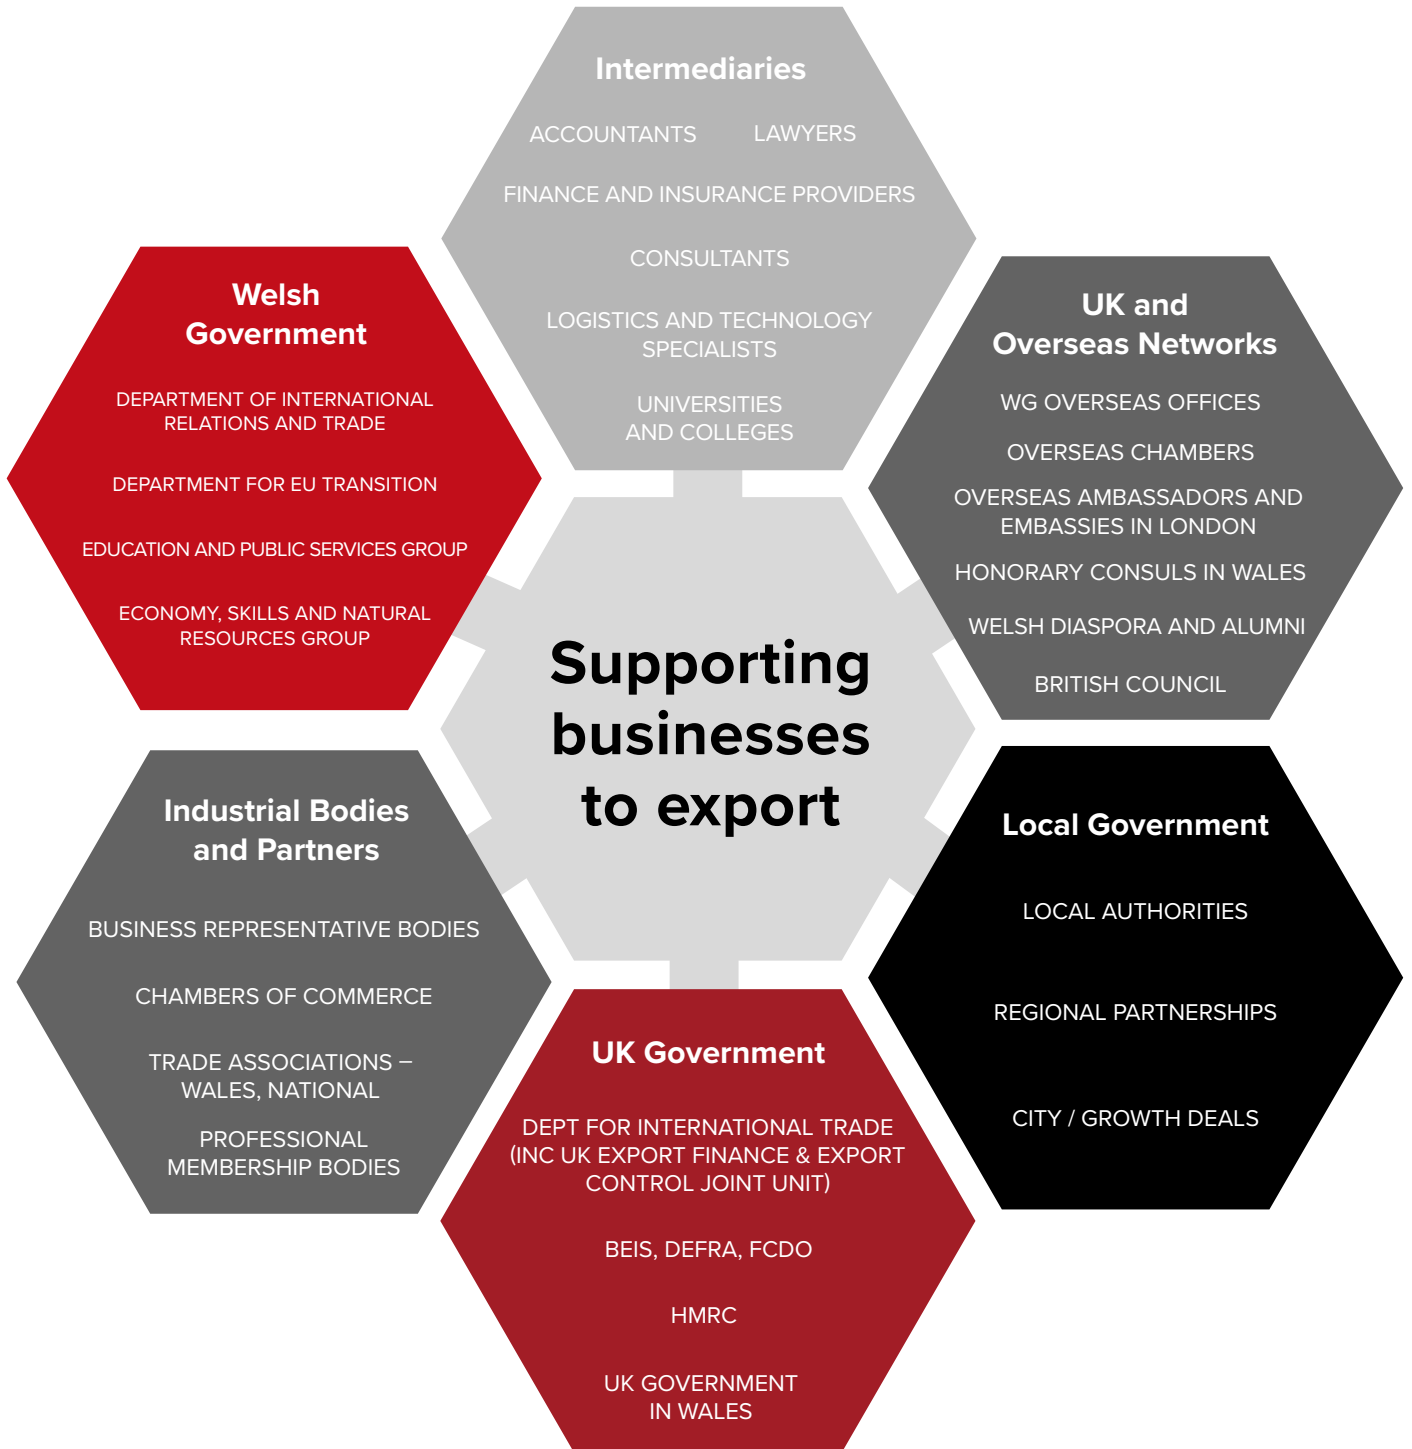 Intermediaries
ACCOUNTANTS LAWYERS
FINANCE AND INSURANCE PROVIDERS
CONSULTANTS
LOGISTICS AND TECHNOLOGY
SPECIALISTS
UNIVERSITIES
AND COLLEGES
Welsh
Government
DEPARTMENT OF INTERNATIONAL
RELATIONS AND TRADE
DEPARTMENT FOR EU TRANSITION
EDUCATION AND PUBLIC SERVICES GROUP
ECONOMY, SKILLS AND NATURAL
RESOURCES GROUP
UK and
Overseas Networks
WG OVERSEAS OFFICES
OVERSEAS CHAMBERS
OVERSEAS AMBASSADORS AND
EMBASSIES IN LONDON
HONORARY CONSULS IN WALES
WELSH DIASPORA AND ALUMNI
BRITISH COUNCIL
Supporting
businesses
to export
Industrial Bodies
and Partners
BUSINESS REPRESENTATIVE BODIES
CHAMBERS OF COMMERCE
TRADE ASSOCIATIONS –
WALES, NATIONAL
PROFESSIONAL
MEMBERSHIP BODIES
Local Government
LOCAL AUTHORITIES
REGIONAL PARTNERSHIPS
CITY / GROWTH DEALS
UK Government
DEPT FOR INTERNATIONAL TRADE
(INC UK EXPORT FINANCE & EXPORT
CONTROL JOINT UNIT)
BEIS, DEFRA, FCDO
HMRC
UK GOVERNMENT
IN WALES